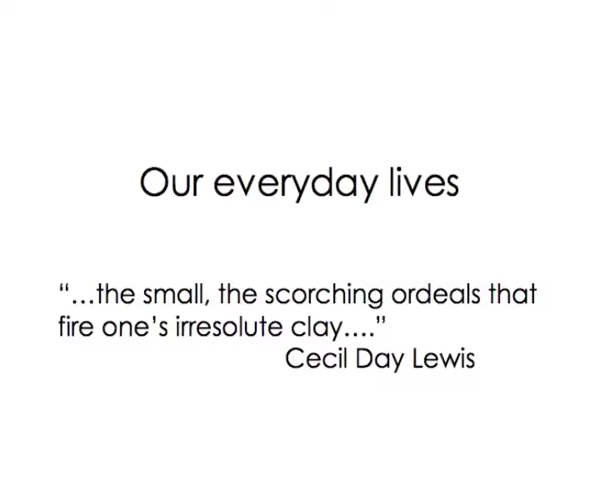 Our everyday lives
“…the small, the scorching ordeals that
fire one’s irresolute clay….”
Cecil Day Lewis